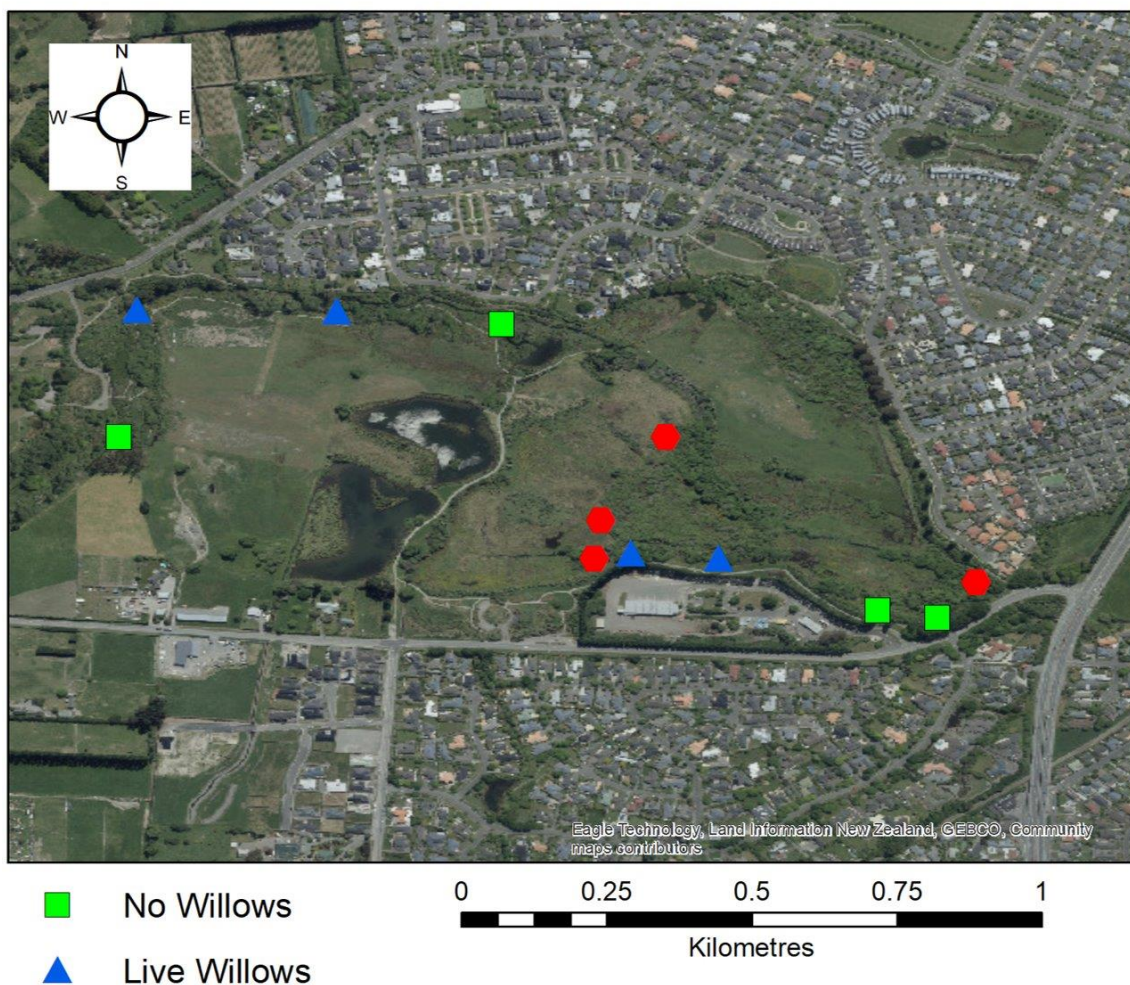 N
W E
S
Eagle Technology, Land Information New Zealand, GEBCO, Community
maps contributors
No Willows
Live Willows
0 0.25 0.5 0.75 1
Kilometres